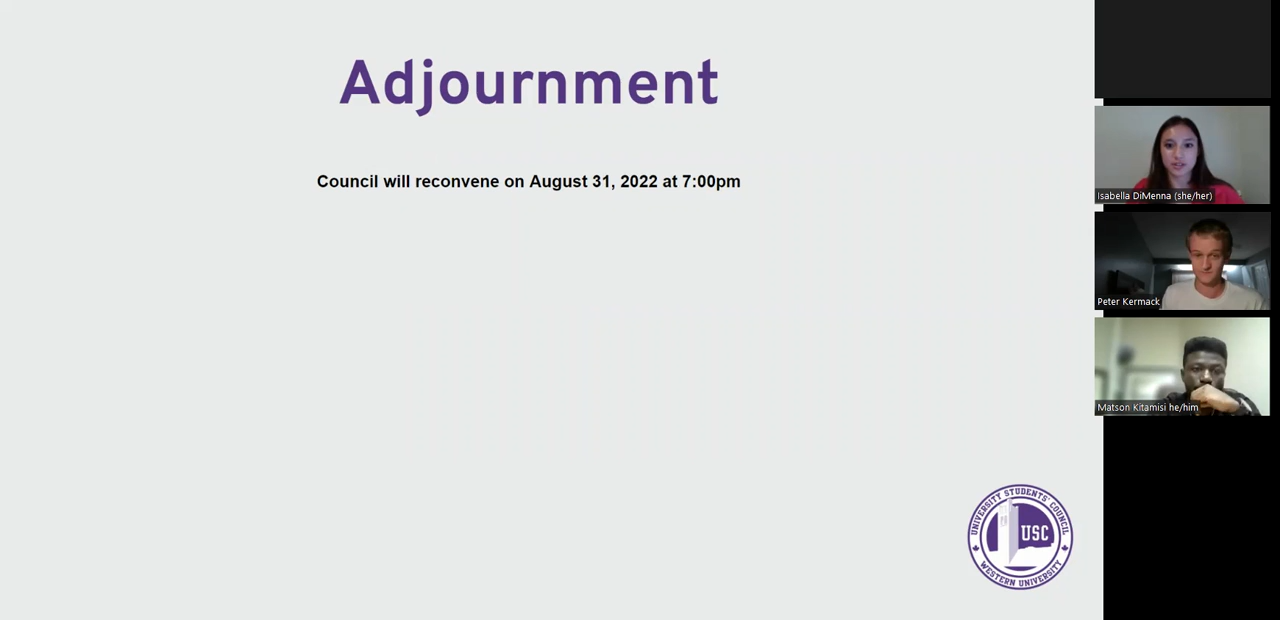 Adjournment
Council will reconvene on August 31, 2022 at 7:00pm
Isabella DiMenna (she/her)
Peter Kermack
Matson Kitamisi he/him
UNIVERSITY STUDENTS' COUNCIL
USC
WESTERN UNIVERSITY